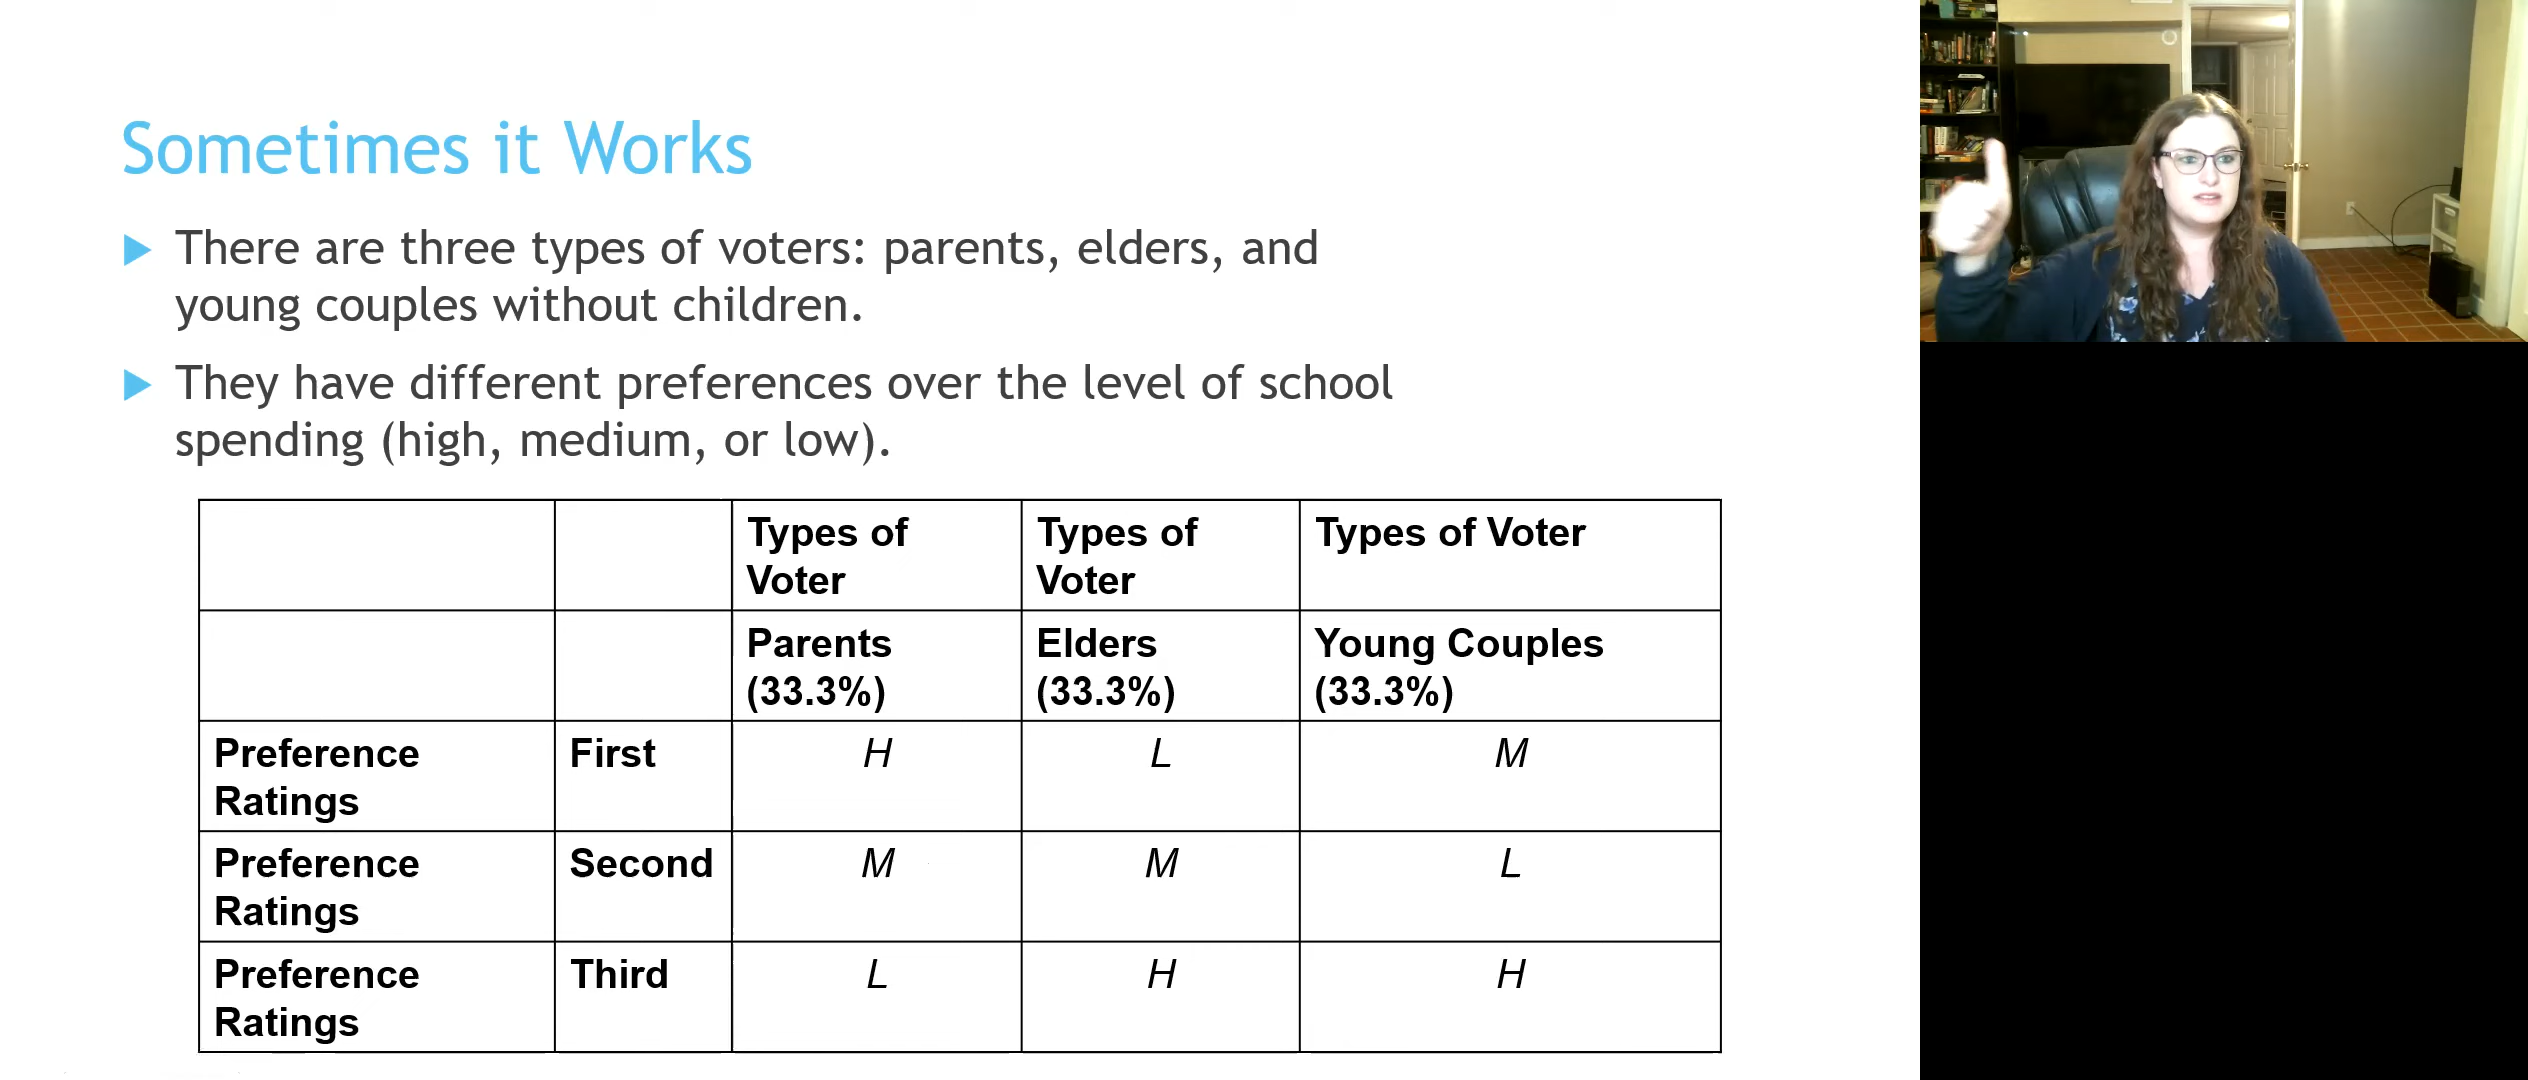 Sometimes it Works
There are three types of voters: parents, elders, and
young couples without children.
They have different preferences over the level of school
spending (high, medium, or low).
Types of Voter
Types of Voter
Types of Voter
Parents (33.3%)
Elders (33.3%)
Young Couples (33.3%)
Preference Ratings First H L M
Preference Ratings Second M M L
Preference Ratings Third L H H